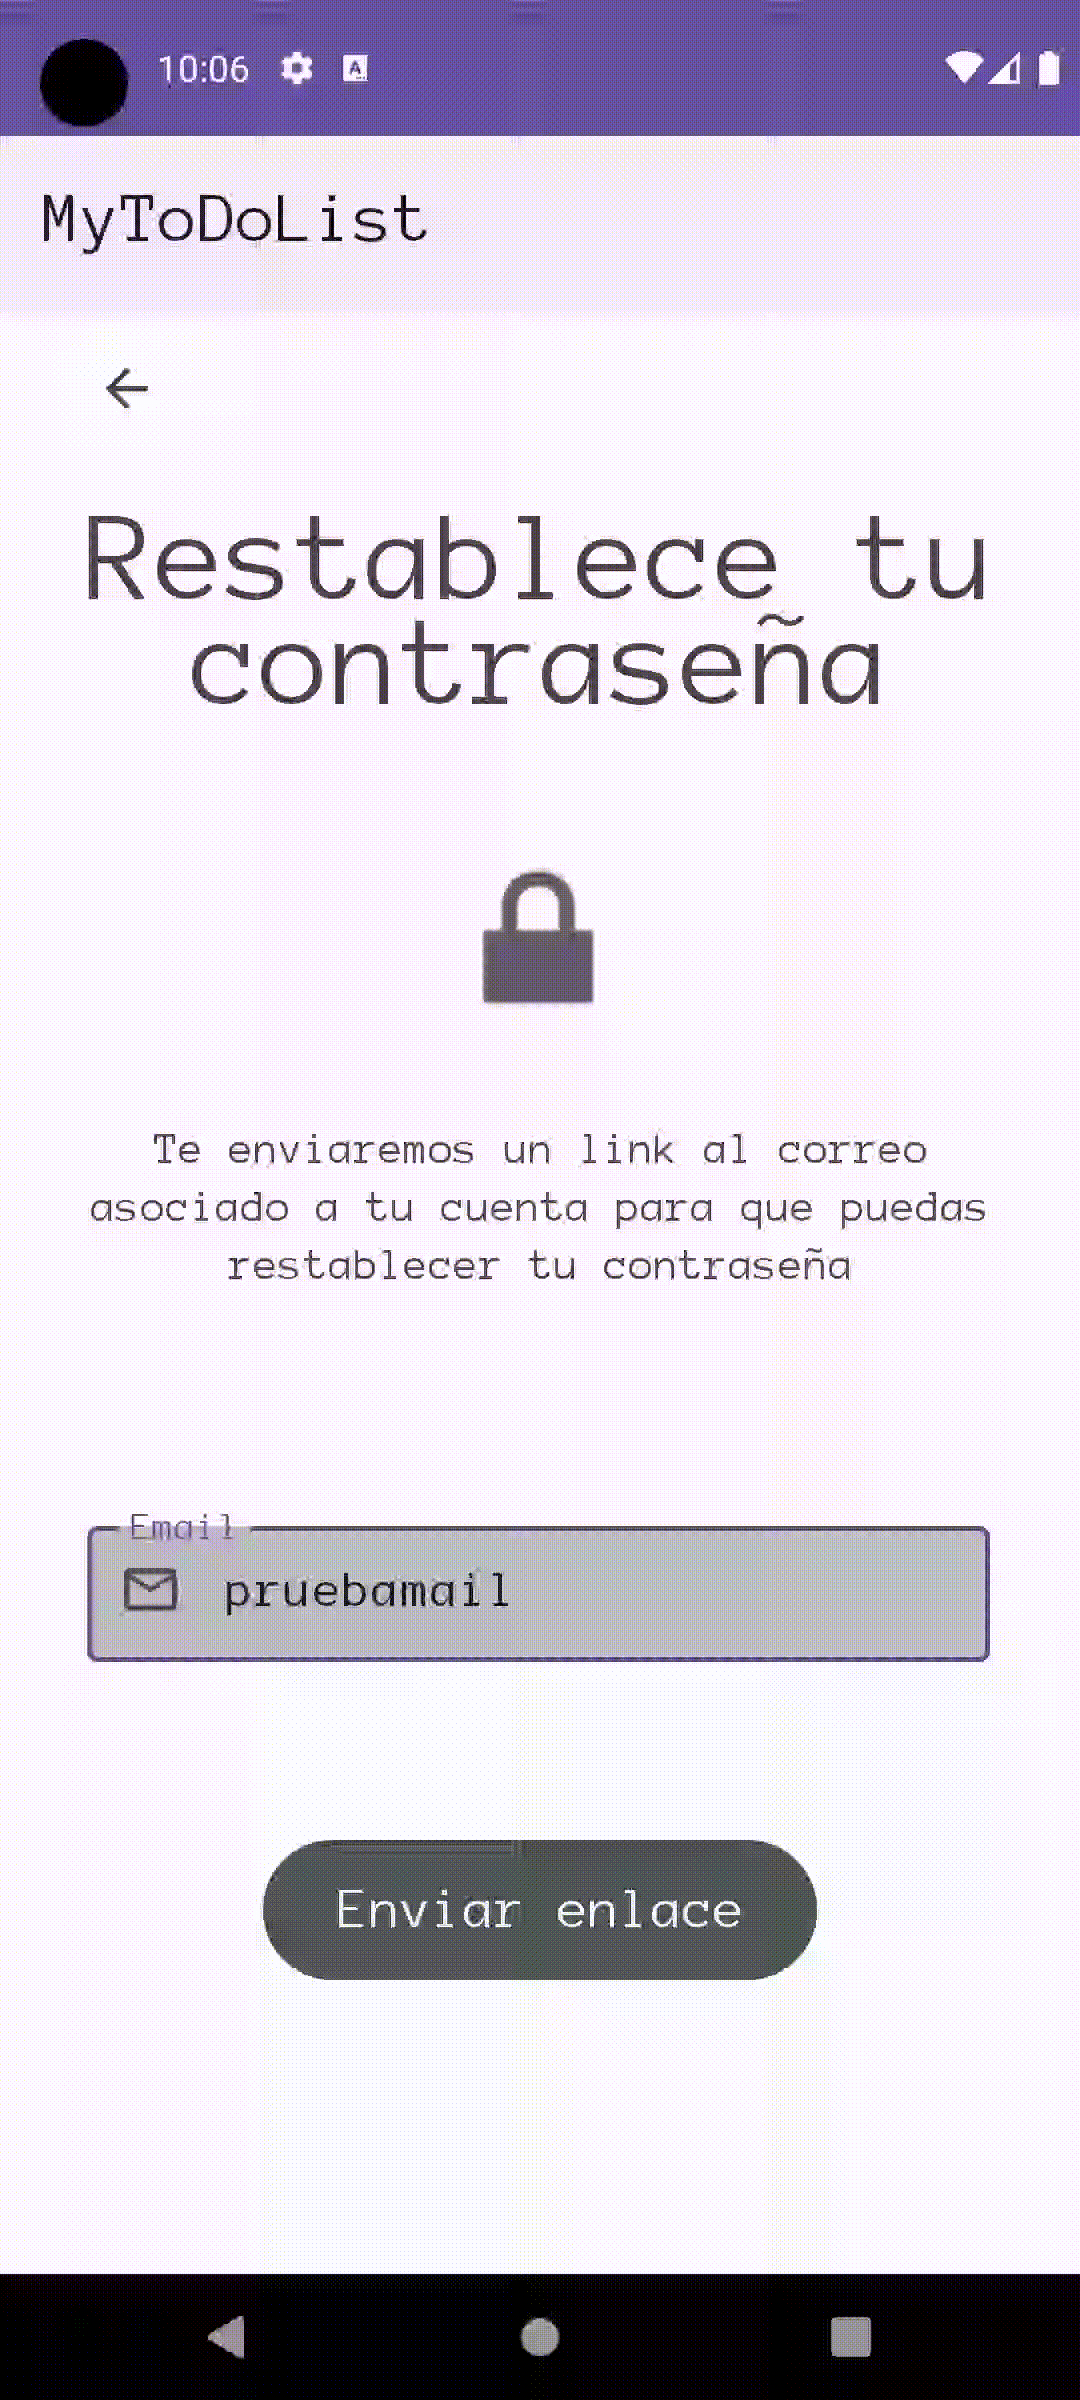 10:06
MyToDoList
Restablece tu
contraseña
Te enviaremos un link al correo
asociado a tu cuenta para que puedas
restablecer tu contraseña
Email
pruebamail
Enviar enlace